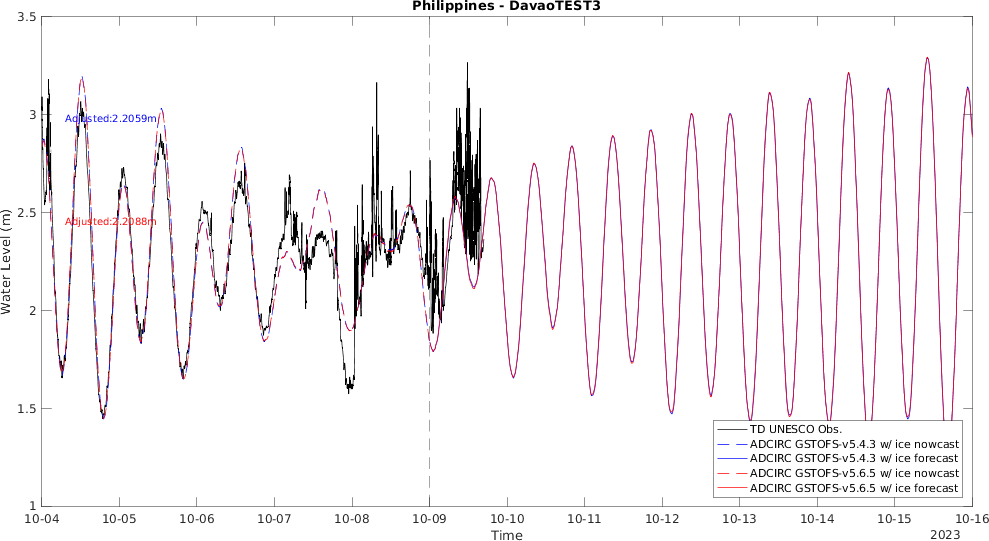 Philippines - DavaoTEST3
3.5
3
2.5
2
1.5
1
Water Level (m)
Adjusted:2.2059m
Adjusted:2.2088m
TD UNESCO Obs.
ADCIRC GSTOFS-v5.4.3 w/ ice nowcast
ADCIRC GSTOFS-v5.4.3 w/ ice forecast
ADCIRC GSTOFS-v5.6.5 w/ ice nowcast
ADCIRC GSTOFS-v5.6.5 w/ ice forecast
10-04 10-05 10-06 10-07 10-08 10-09 10-10 10-11 10-12 10-13 10-14 10-15 10-16
Time
2023